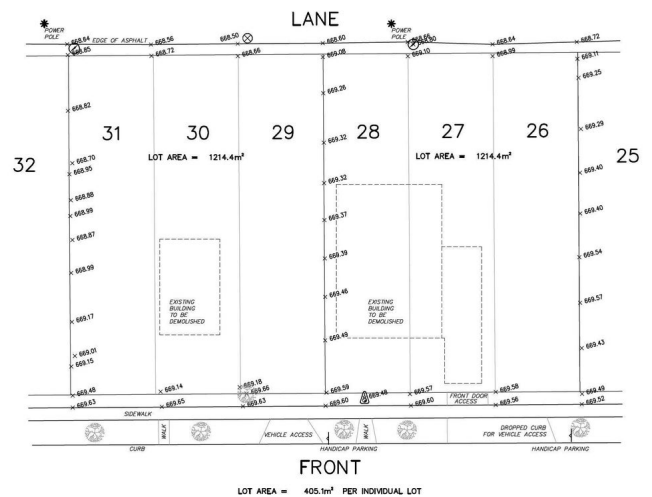 LANE
POWER
POLE
POWER
POLE
668.64
EDGE OF ASPHALT
668.56
668.50
668.60
668.66
668.64
668.72
668.85
668.72
668.66
669.08
669.10
668.99
669.11
669.25
668.82
669.26
31
30
29
28
27
26
669.29
669.32
32
25
LOT AREA = 1214.4m²
LOT AREA = 1214.4m²
668.70
668.95
669.32
669.40
668.88
668.99
669.37
669.40
668.87
669.39
669.54
668.99
EXISTING
BUILDING
TO BE
DEMOLISHED
EXISTING
BUILDING
TO BE
DEMOLISHED
669.46
669.57
669.17
669.49
669.43
669.01
669.15
669.48
669.14
669.18
669.66
669.59
669.48
669.57
FRONT DOOR
ACCESS
669.58
669.49
669.63
669.65
669.63
669.60
669.60
669.56
669.52
SIDEWALK
WALK
VEHICLE ACCESS
WALK
DROPPED CURB
FOR VEHICLE ACCESS
CURB
HANDICAP PARKING
HANDICAP PARKING
FRONT
LOT AREA = 405.1m² PER INDIVIDUAL LOT